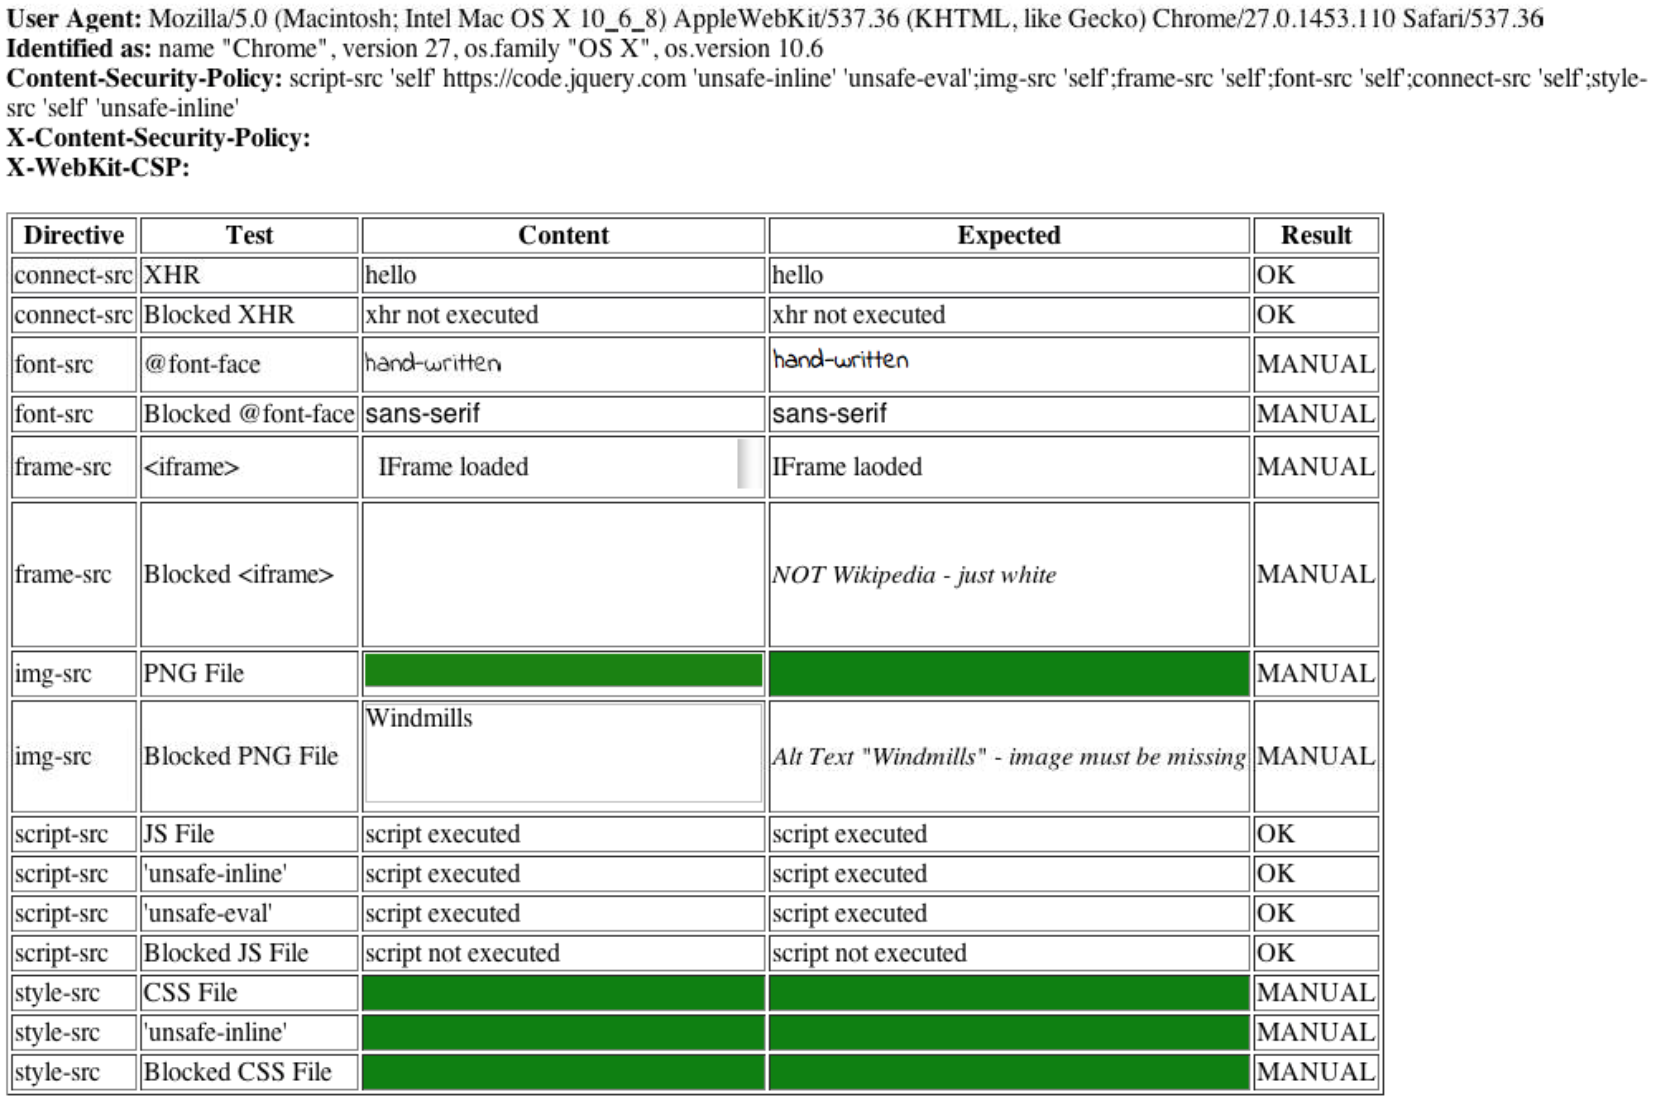 User Agent: Mozilla/5.0 (Macintosh; Intel Mac OS X 10_6_8) AppleWebKit/537.36 (KHTML, like Gecko) Chrome/27.0.1453.110 Safari/537.36
Identified as: name "Chrome", version 27, os.family "OS X", os.version 10.6
Content-Security-Policy: script-src 'self' https://code.jquery.com 'unsafe-inline' 'unsafe-eval';img-src 'self';frame-src 'self';font-src 'self';connect-src 'self';style-
src 'self' 'unsafe-inline'
X-Content-Security-Policy:
X-WebKit-CSP:
Directive Test Content Expected Result
connect-src XHR hello hello OK
connect-src Blocked XHR xhr not executed xhr not executed OK
font-src @font-face hand-written hand-written MANUAL
font-src Blocked @font-face sans-serif sans-serif MANUAL
frame-src <iframe> IFrame loaded IFrame laoded MANUAL
frame-src Blocked <iframe> NOT Wikipedia - just white MANUAL
img-src PNG File MANUAL
img-src Blocked PNG File Windmills Alt Text "Windmills" - image must be missing MANUAL
script-src JS File script executed script executed OK
script-src 'unsafe-inline' script executed script executed OK
script-src 'unsafe-eval' script executed script executed OK
script-src Blocked JS File script not executed script not executed OK
style-src CSS File MANUAL
style-src 'unsafe-inline' MANUAL
style-src Blocked CSS File MANUAL